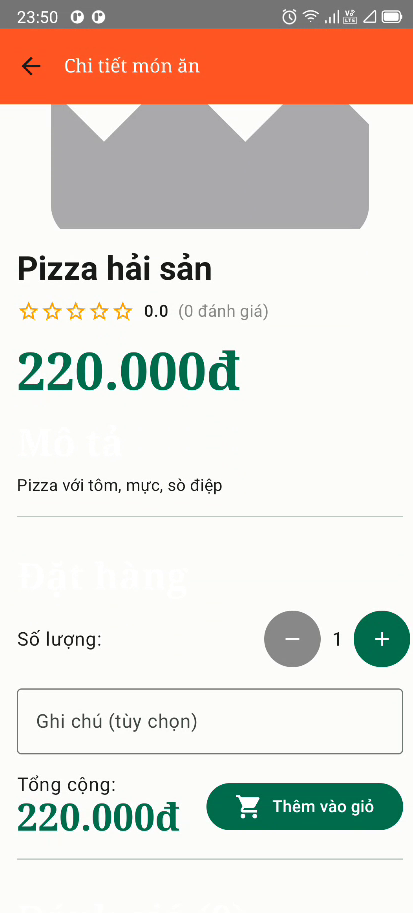 23:50
Chi tiết món ăn
Pizza hải sản
0.0 (0 đánh giá)
220.000đ
Mô tả
Pizza với tôm, mực, sò điệp
Đặt hàng
Số lượng:
1
Ghi chú (tùy chọn)
Tổng cộng:
220.000đ
Thêm vào giỏ